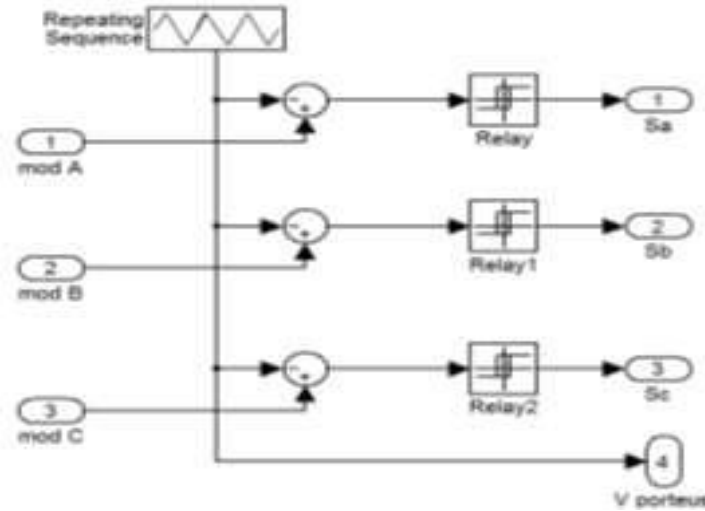 Repeating
Sequence
1
mod A
Relay
1
Sa
2
mod B
Relay1
2
Sb
3
mod C
Relay2
3
Sc
4
V porteus